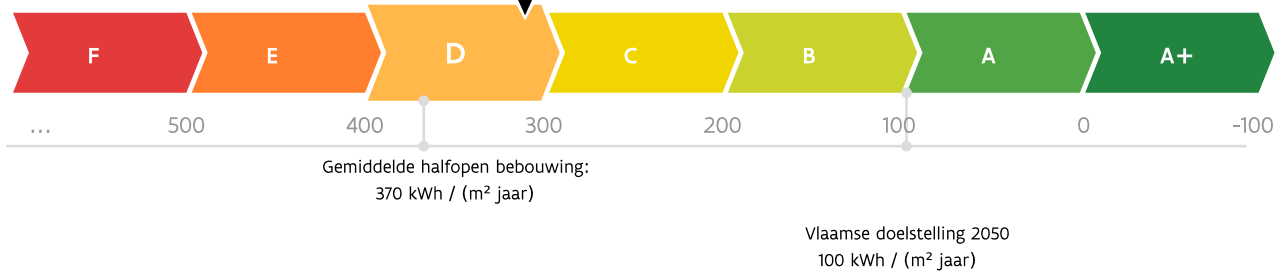 F E D C B A A+
... 500 400 300 200 100 0 -100
Gemiddelde halfopen bebouwing:
370 kWh / (m² jaar)
Vlaamse doelstelling 2050
100 kWh / (m² jaar)